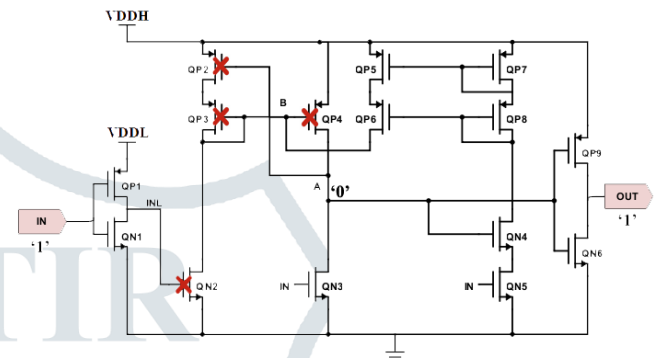 VDDH
QP2
QP5
QP7
B
QP3
QP4
QP6
QP8
VDDL
QP9
QP1
A
'0'
INL
OUT
IN
'1'
'1'
QN1
QN4
QN6
QN2
IN
QN3
IN
QN5
TIR